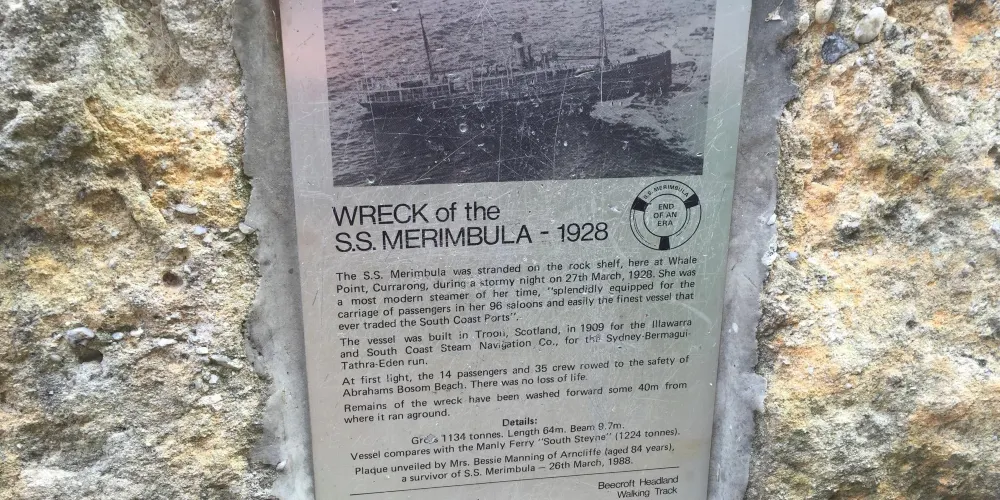 WRECK of the
S.S. MERIMBULA - 1928
S.S. MERIMBULA
END
OF AN
ERA
The S.S. Merimbula was stranded on the rock shelf, here at Whale
Point, Currarong, during a stormy night on 27th March, 1928. She was
a most modern steamer of her time, "splendidly equipped for the
carriage of passengers in her 96 saloons and easily the finest vessel that
ever traded the South Coast Ports".
The vessel was built in Troon, Scotland, in 1909 for the Illawarra
and South Coast Steam Navigation Co., for the Sydney-Bermagui-
Tathra-Eden run.
At first light, the 14 passengers and 35 crew rowed to the safety of
Abrahams Bosom Beach. There was no loss of life.
Remains of the wreck have been washed forward some 40m from
where it ran aground.
Details:
Gross 1134 tonnes. Length 64m. Beam 9.7m.
Vessel compares with the Manly Ferry "South Steyne" (1224 tonnes).
Plaque unveiled by Mrs. Bessie Manning of Arncliffe (aged 84 years),
a survivor of S.S. Merimbula — 26th March, 1988.
Beecroft Headland
Walking Track